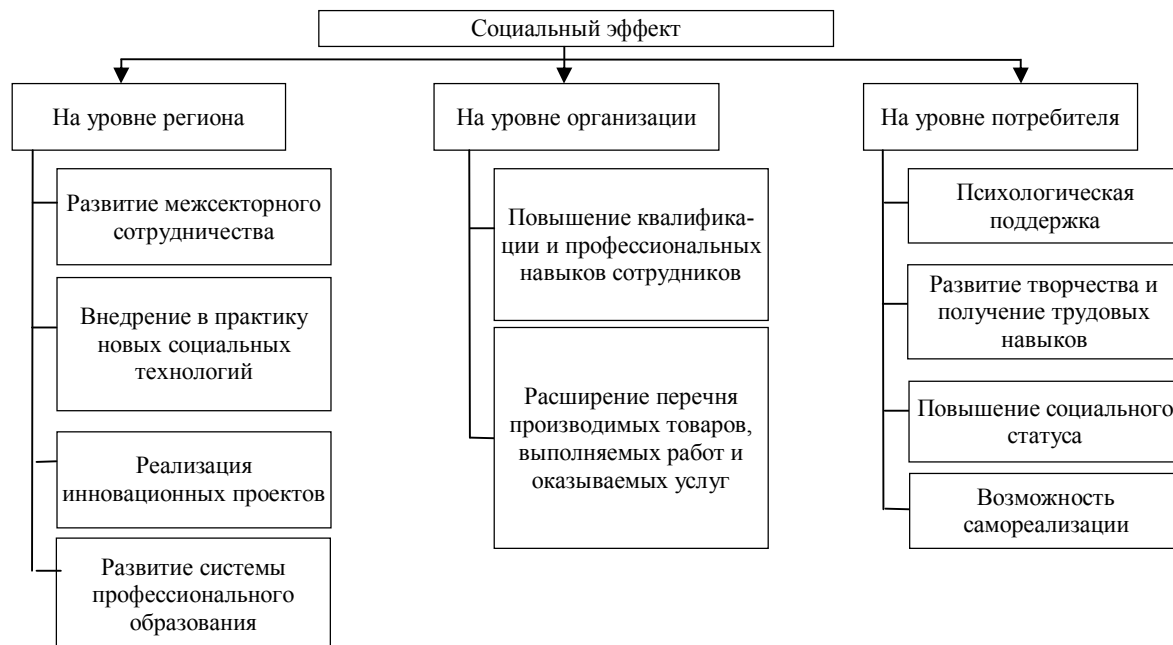 Социальный эффект
На уровне региона
Развитие межсекторного
сотрудничества
Внедрение в практику
новых социальных
технологий
Реализация
инновационных проектов
Развитие системы
профессионального
образования
На уровне организации
Повышение квалифика-
ции и профессиональных
навыков сотрудников
Расширение перечня
производимых товаров,
выполняемых работ и
оказываемых услуг
На уровне потребителя
Психологическая
поддержка
Развитие творчества и
получение трудовых
навыков
Повышение социального
статуса
Возможность
самореализации